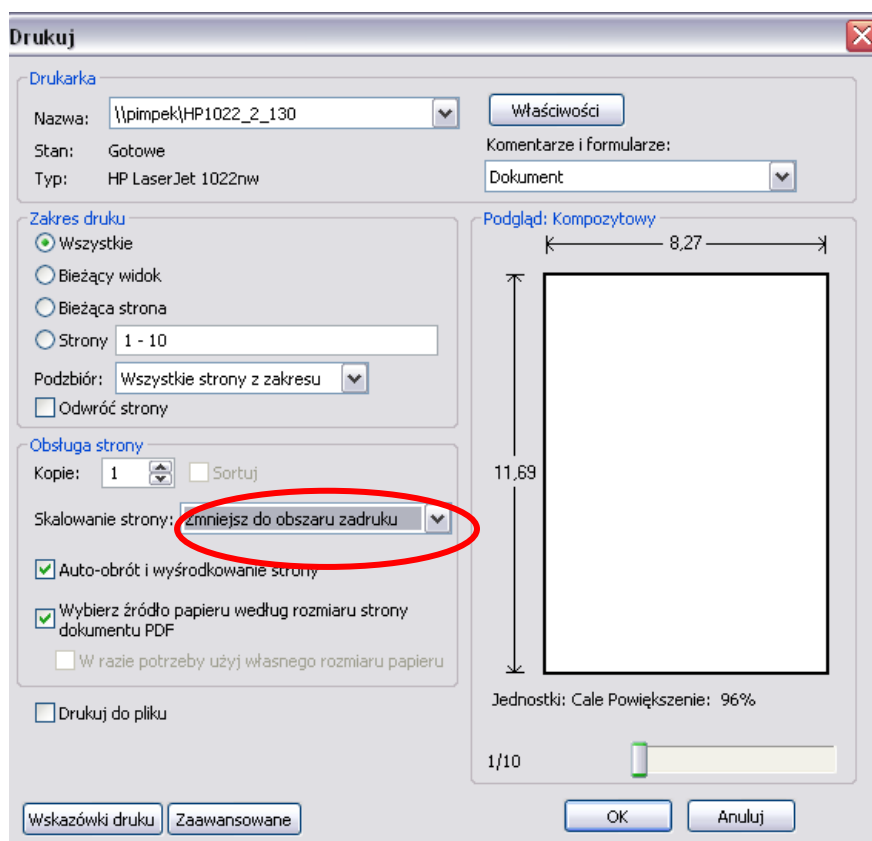 Drukuj
Drukarka
Nazwa: \\pimpek\HP1022_2_130
Właściwości
Stan: Gotowe
Komentarze i formularze:
Typ: HP LaserJet 1022nw
Dokument
Zakres druku
Wszystkie
Bieżący widok
Bieżąca strona
Strony 1 - 10
Podzbiór: Wszystkie strony z zakresu
Odwróć strony
Obsługa strony
Kopie: 1 Sortuj
Skalowanie strony: Zmniejsz do obszaru zadruku
Auto-obrót i wyśrodkowanie strony
Wybierz źródło papieru według rozmiaru strony
dokumentu PDF
W razie potrzeby użyj własnego rozmiaru papieru
Drukuj do pliku
Podgląd: Kompozytowy
8,27
11,69
Jednostki: Cale Powiększenie: 96%
1/10
Wskazówki druku Zaawansowane
OK Anuluj